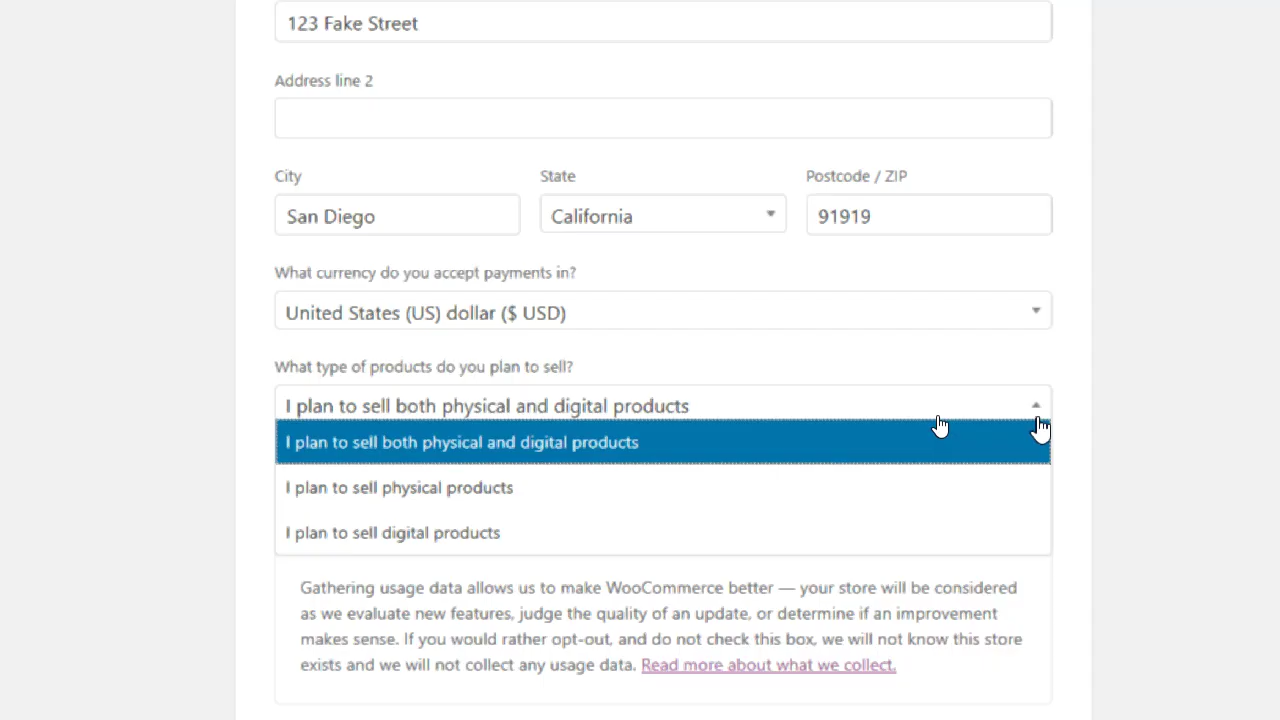 123 Fake Street
Address line 2
City
State
Postcode / ZIP
San Diego
California
91919
What currency do you accept payments in?
United States (US) dollar ($ USD)
What type of products do you plan to sell?
I plan to sell both physical and digital products
I plan to sell both physical and digital products
I plan to sell physical products
I plan to sell digital products
Gathering usage data allows us to make WooCommerce better — your store will be considered
as we evaluate new features, judge the quality of an update, or determine if an improvement
makes sense. If you would rather opt-out, and do not check this box, we will not know this store
exists and we will not collect any usage data. Read more about what we collect.